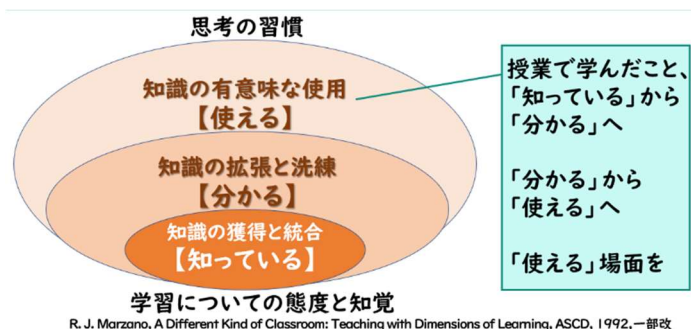 思考の習慣
知識の有意味な使用
【使える】
知識の拡張と洗練
【分かる】
知識の獲得と統合
【知っている】
学習についての態度と知覚
授業で学んだこと、
「知っている」から
「分かる」へ
「分かる」から
「使える」へ
「使える」場面を
R. J. Marzano, A Different Kind of Classroom: Teaching with Dimensions of Learning, ASCD, 1992,一部改